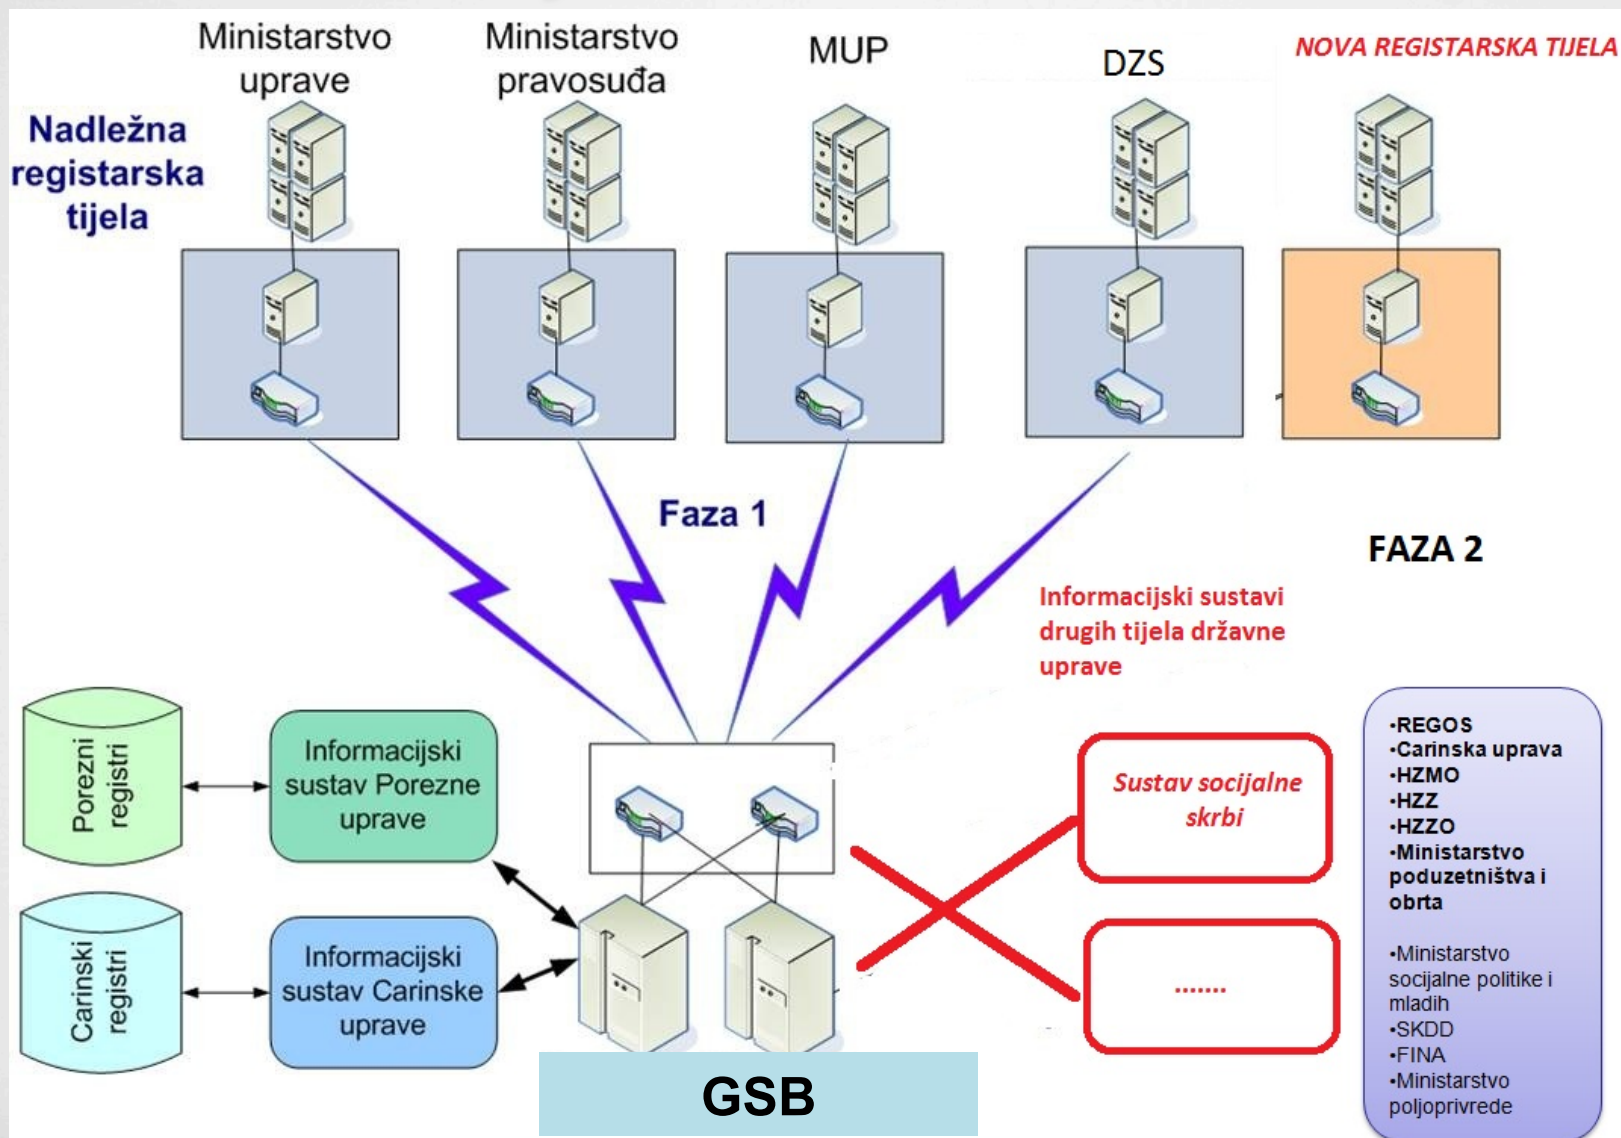 Ministarstvo
uprave
Ministarstvo
pravosuđa
MUP
DZS
NOVA REGISTARSKA TIJELA
Nadležna
registarska
tijela
Faza 1
FAZA 2
Informacijski sustavi
drugih tijela državne
uprave
Porezni
registri
Informacijski
sustav Porezne
uprave
Sustav socijalne
skrbi
Carinski
registri
Informacijski
sustav Carinske
uprave
.......
•REGOS
•Carinska uprava
•HZMO
•HZZ
•HZZO
•Ministarstvo
poduzetništva i
obrta
•Ministarstvo
socijalne politike i
mladih
•SKDD
•FINA
•Ministarstvo
poljoprivrede
GSB